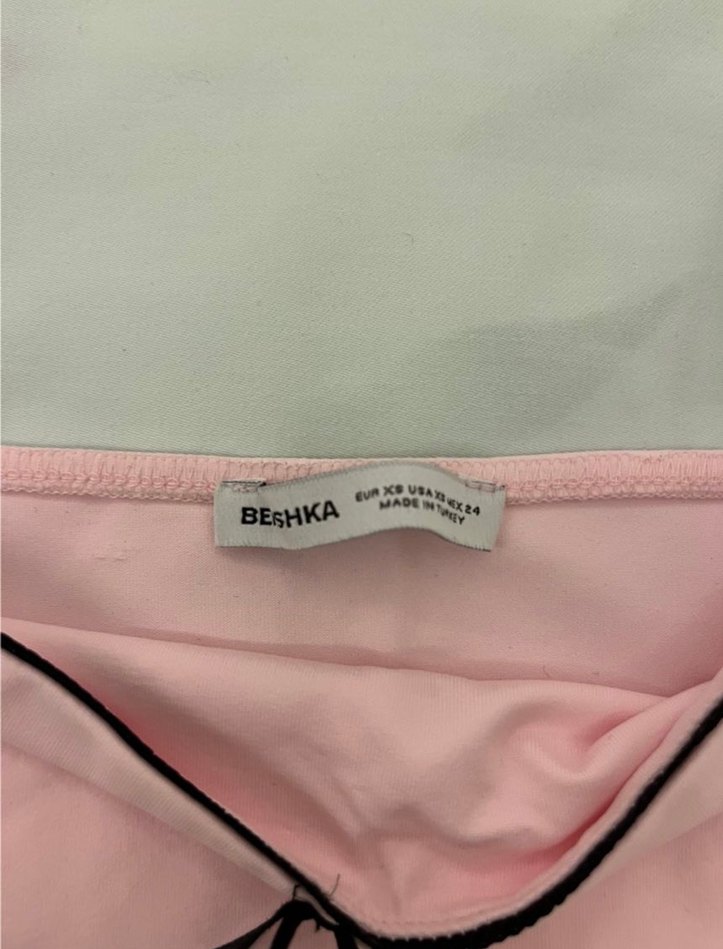 BERSHKA
EUR XS USA XS MEX 24
MADE IN TURKEY